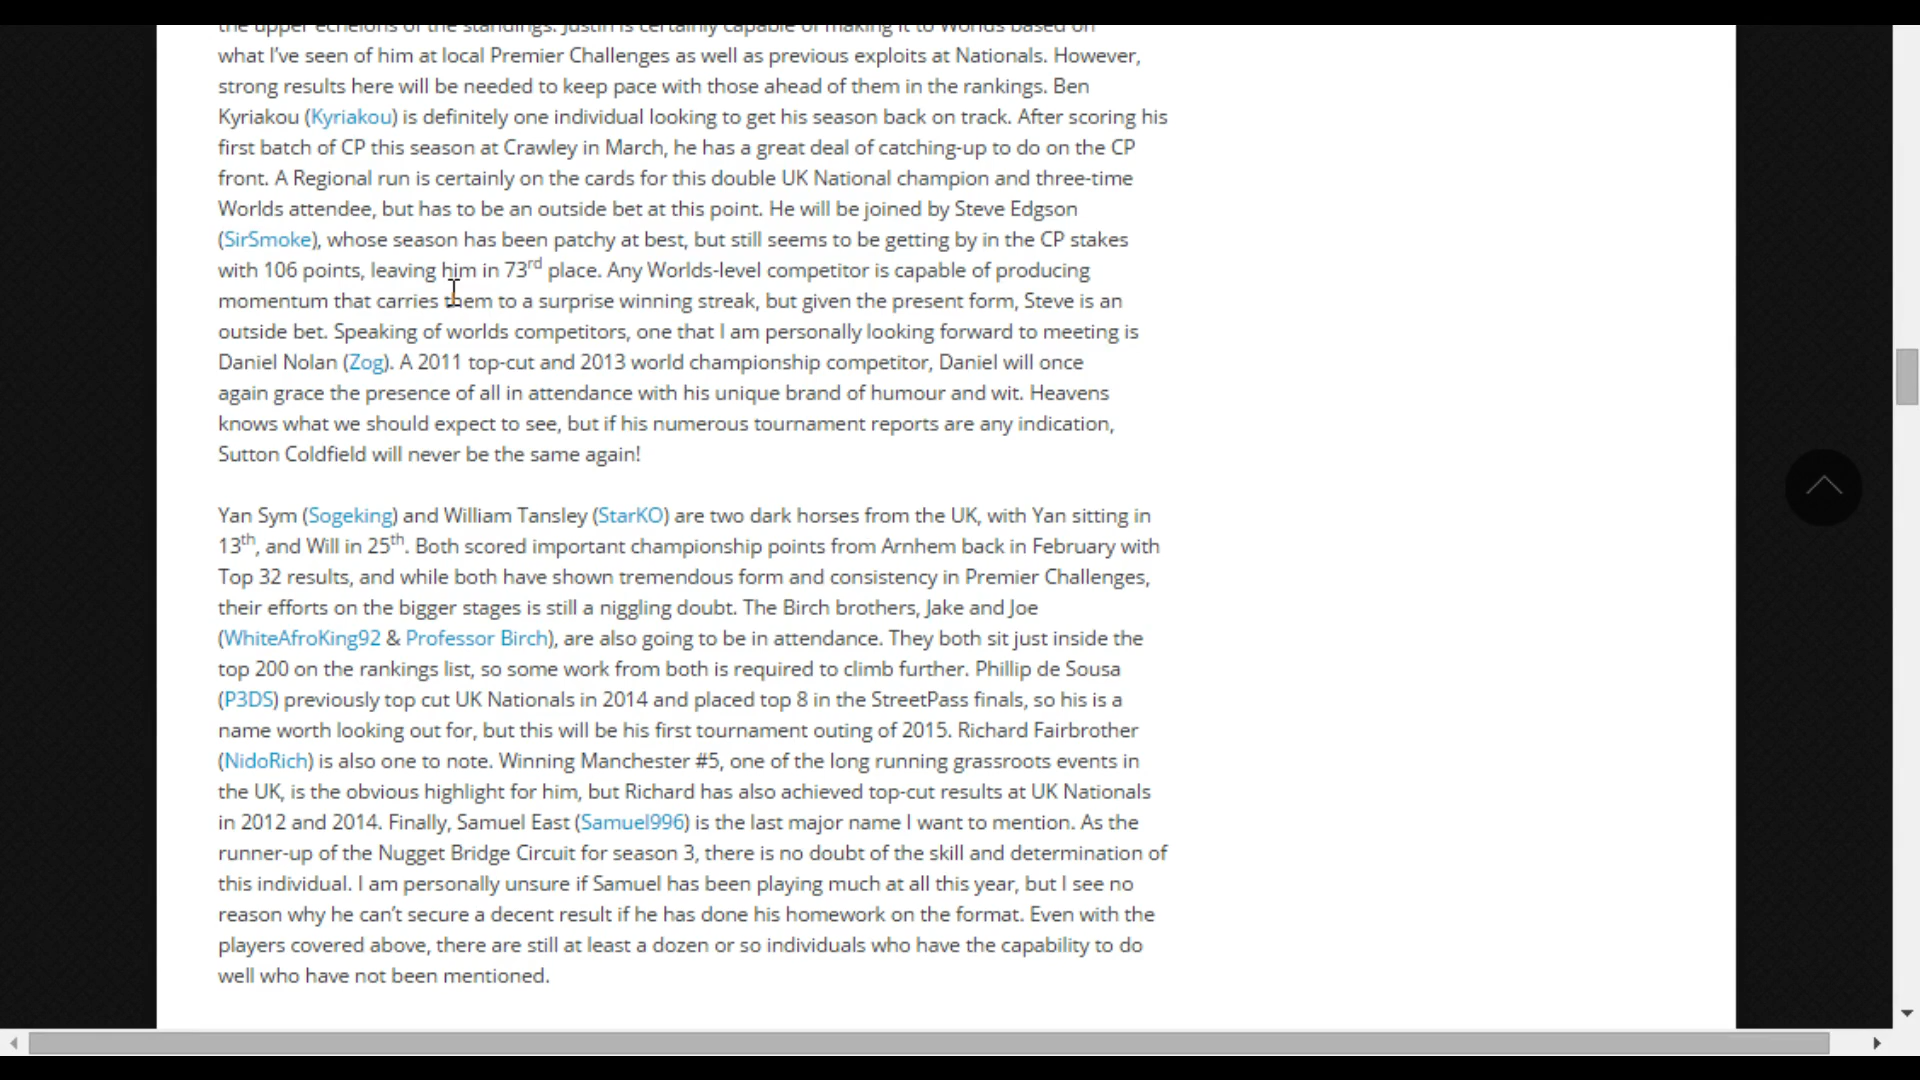 the upper echelons of the standings. Justin is certainly capable of making it to Worlds based on
what I’ve seen of him at local Premier Challenges as well as previous exploits at Nationals. However,
strong results here will be needed to keep pace with those ahead of them in the rankings. Ben
Kyriakou (Kyriakou) is definitely one individual looking to get his season back on track. After scoring his
first batch of CP this season at Crawley in March, he has a great deal of catching-up to do on the CP
front. A Regional run is certainly on the cards for this double UK National champion and three-time
Worlds attendee, but has to be an outside bet at this point. He will be joined by Steve Edgson
(SirSmoke), whose season has been patchy at best, but still seems to be getting by in the CP stakes
with 106 points, leaving him in 73rd place. Any Worlds-level competitor is capable of producing
momentum that carries them to a surprise winning streak, but given the present form, Steve is an
outside bet. Speaking of worlds competitors, one that I am personally looking forward to meeting is
Daniel Nolan (Zog). A 2011 top-cut and 2013 world championship competitor, Daniel will once
again grace the presence of all in attendance with his unique brand of humour and wit. Heavens
knows what we should expect to see, but if his numerous tournament reports are any indication,
Sutton Coldfield will never be the same again!
Yan Sym (Sogeking) and William Tansley (StarKO) are two dark horses from the UK, with Yan sitting in
13th, and Will in 25th. Both scored important championship points from Arnhem back in February with
Top 32 results, and while both have shown tremendous form and consistency in Premier Challenges,
their efforts on the bigger stages is still a niggling doubt. The Birch brothers, Jake and Joe
(WhiteAfroKing92 & Professor Birch), are also going to be in attendance. They both sit just inside the
top 200 on the rankings list, so some work from both is required to climb further. Phillip de Sousa
(P3DS) previously top cut UK Nationals in 2014 and placed top 8 in the StreetPass finals, so his is a
name worth looking out for, but this will be his first tournament outing of 2015. Richard Fairbrother
(NidoRich) is also one to note. Winning Manchester #5, one of the long running grassroots events in
the UK, is the obvious highlight for him, but Richard has also achieved top-cut results at UK Nationals
in 2012 and 2014. Finally, Samuel East (Samuel996) is the last major name I want to mention. As the
runner-up of the Nugget Bridge Circuit for season 3, there is no doubt of the skill and determination of
this individual. I am personally unsure if Samuel has been playing much at all this year, but I see no
reason why he can’t secure a decent result if he has done his homework on the format. Even with the
players covered above, there are still at least a dozen or so individuals who have the capability to do
well who have not been mentioned.